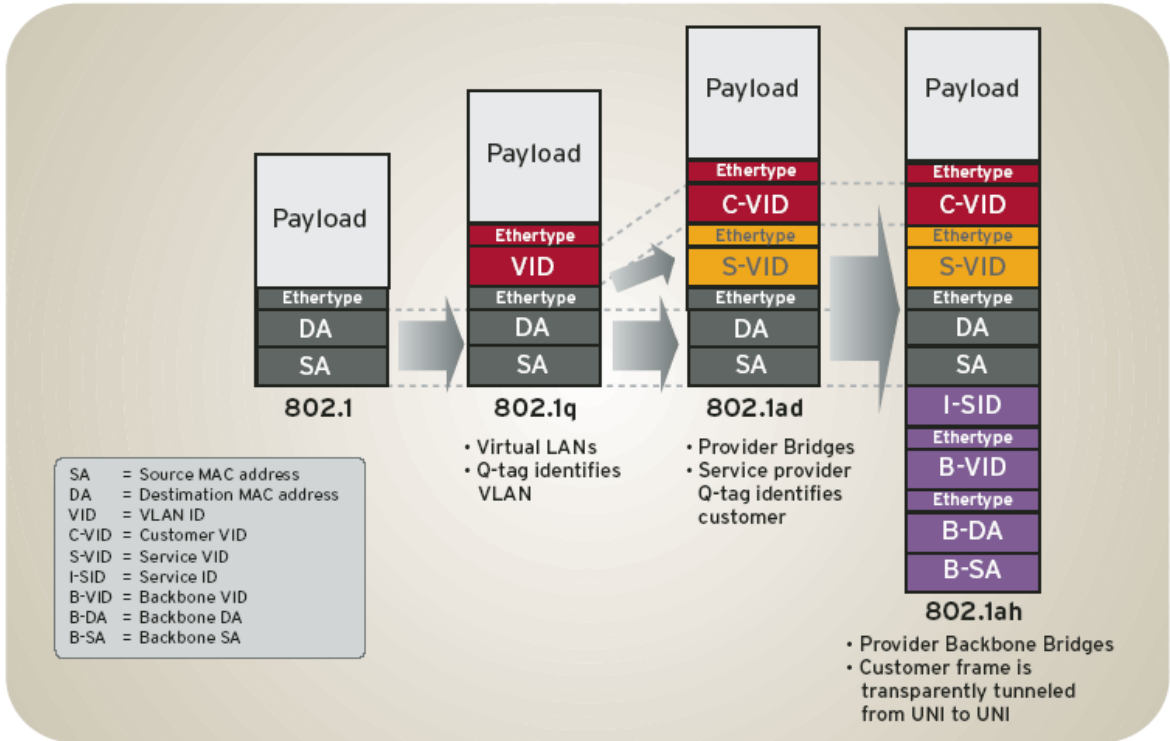 Payload
Ethertype
DA
SA
802.1
Payload
Ethertype
VID
Ethertype
DA
SA
802.1q
• Virtual LANs
• Q-tag identifies
VLAN
Payload
Ethertype
C-VID
Ethertype
S-VID
Ethertype
DA
SA
802.1ad
• Provider Bridges
• Service provider
Q-tag identifies
customer
Payload
Ethertype
C-VID
Ethertype
S-VID
Ethertype
DA
SA
I-SID
Ethertype
B-VID
Ethertype
B-DA
B-SA
802.1ah
• Provider Backbone Bridges
• Customer frame is
transparently tunneled
from UNI to UNI
SA = Source MAC address
DA = Destination MAC address
VID = VLAN ID
C-VID = Customer VID
S-VID = Service VID
I-SID = Service ID
B-VID = Backbone VID
B-DA = Backbone DA
B-SA = Backbone SA